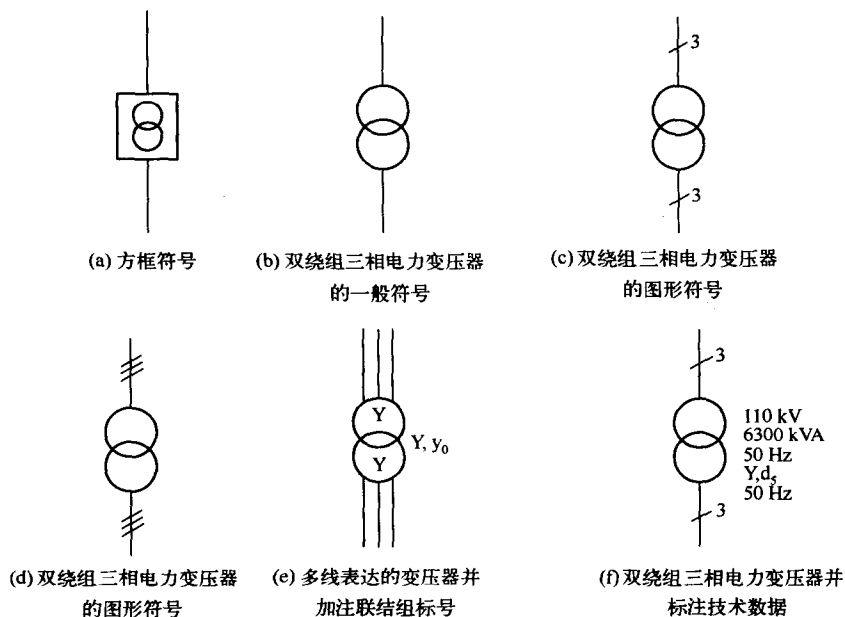 3
3
(a) 方框符号
(b) 双绕组三相电力变压器
的一般符号
(c) 双绕组三相电力变压器
的图形符号
Y
Y
Y, y₀
3
110 kV
6300 kVA
50 Hz
Y,d₅
50 Hz
3
(d) 双绕组三相电力变压器
的图形符号
(e) 多线表达的变压器并
加注联结组标号
(f) 双绕组三相电力变压器并
标注技术数据